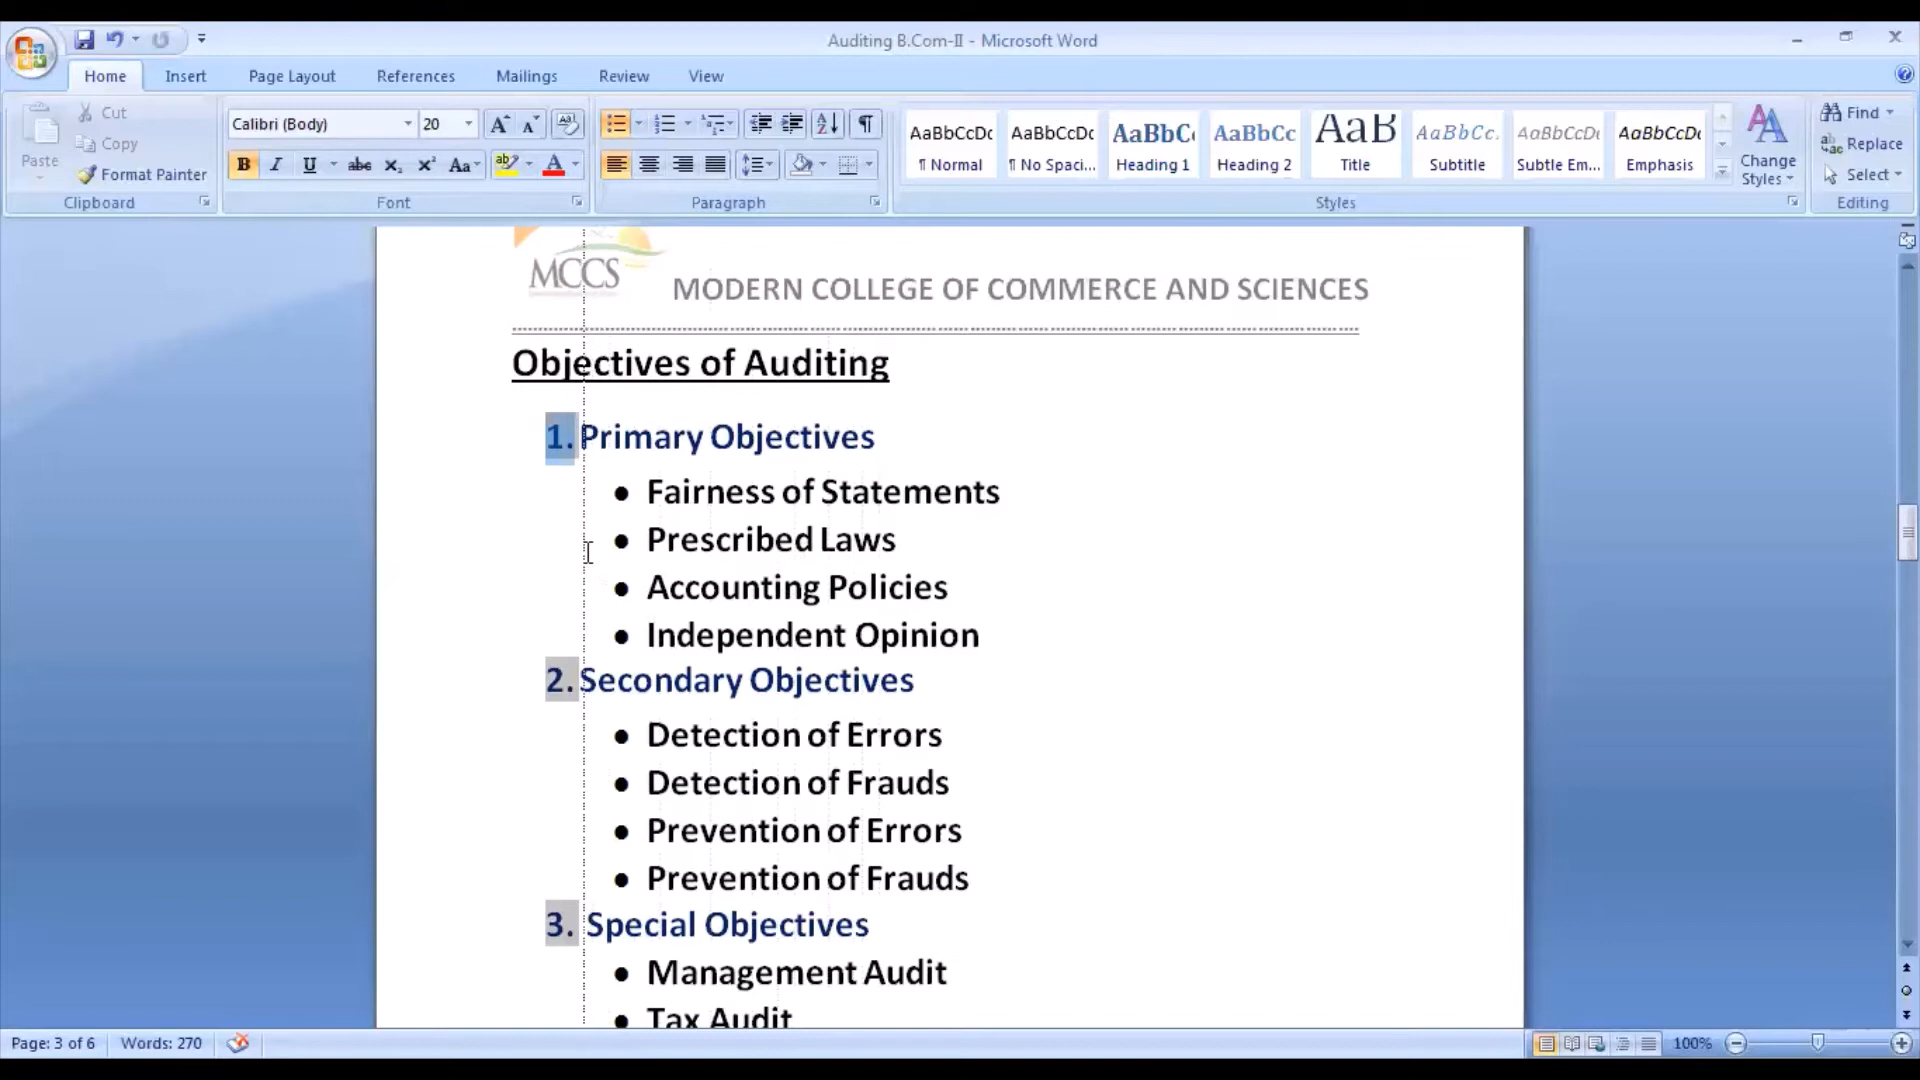 Auditing B.Com-II - Microsoft Word
Home Insert Page Layout References Mailings Review View
Cut
Copy
Paste
Format Painter
Clipboard
Calibri (Body) 20
Font
Paragraph
AaBbCcDc AaBbCcDc AaBbC AaBbCc AaB AaBbCc. AaBbCcDı AaBbCcDı
¶ Normal ¶ No Spaci... Heading 1 Heading 2 Title Subtitle Subtle Em... Emphasis
Change
Styles
Styles
Find
Replace
Select
Editing
MCCS
MODERN COLLEGE OF COMMERCE AND SCIENCES
Objectives of Auditing
1. Primary Objectives
• Fairness of Statements
• Prescribed Laws
• Accounting Policies
• Independent Opinion
2. Secondary Objectives
• Detection of Errors
• Detection of Frauds
• Prevention of Errors
• Prevention of Frauds
3. Special Objectives
• Management Audit
• Tax Audit
Page: 3 of 6 Words: 270 100%